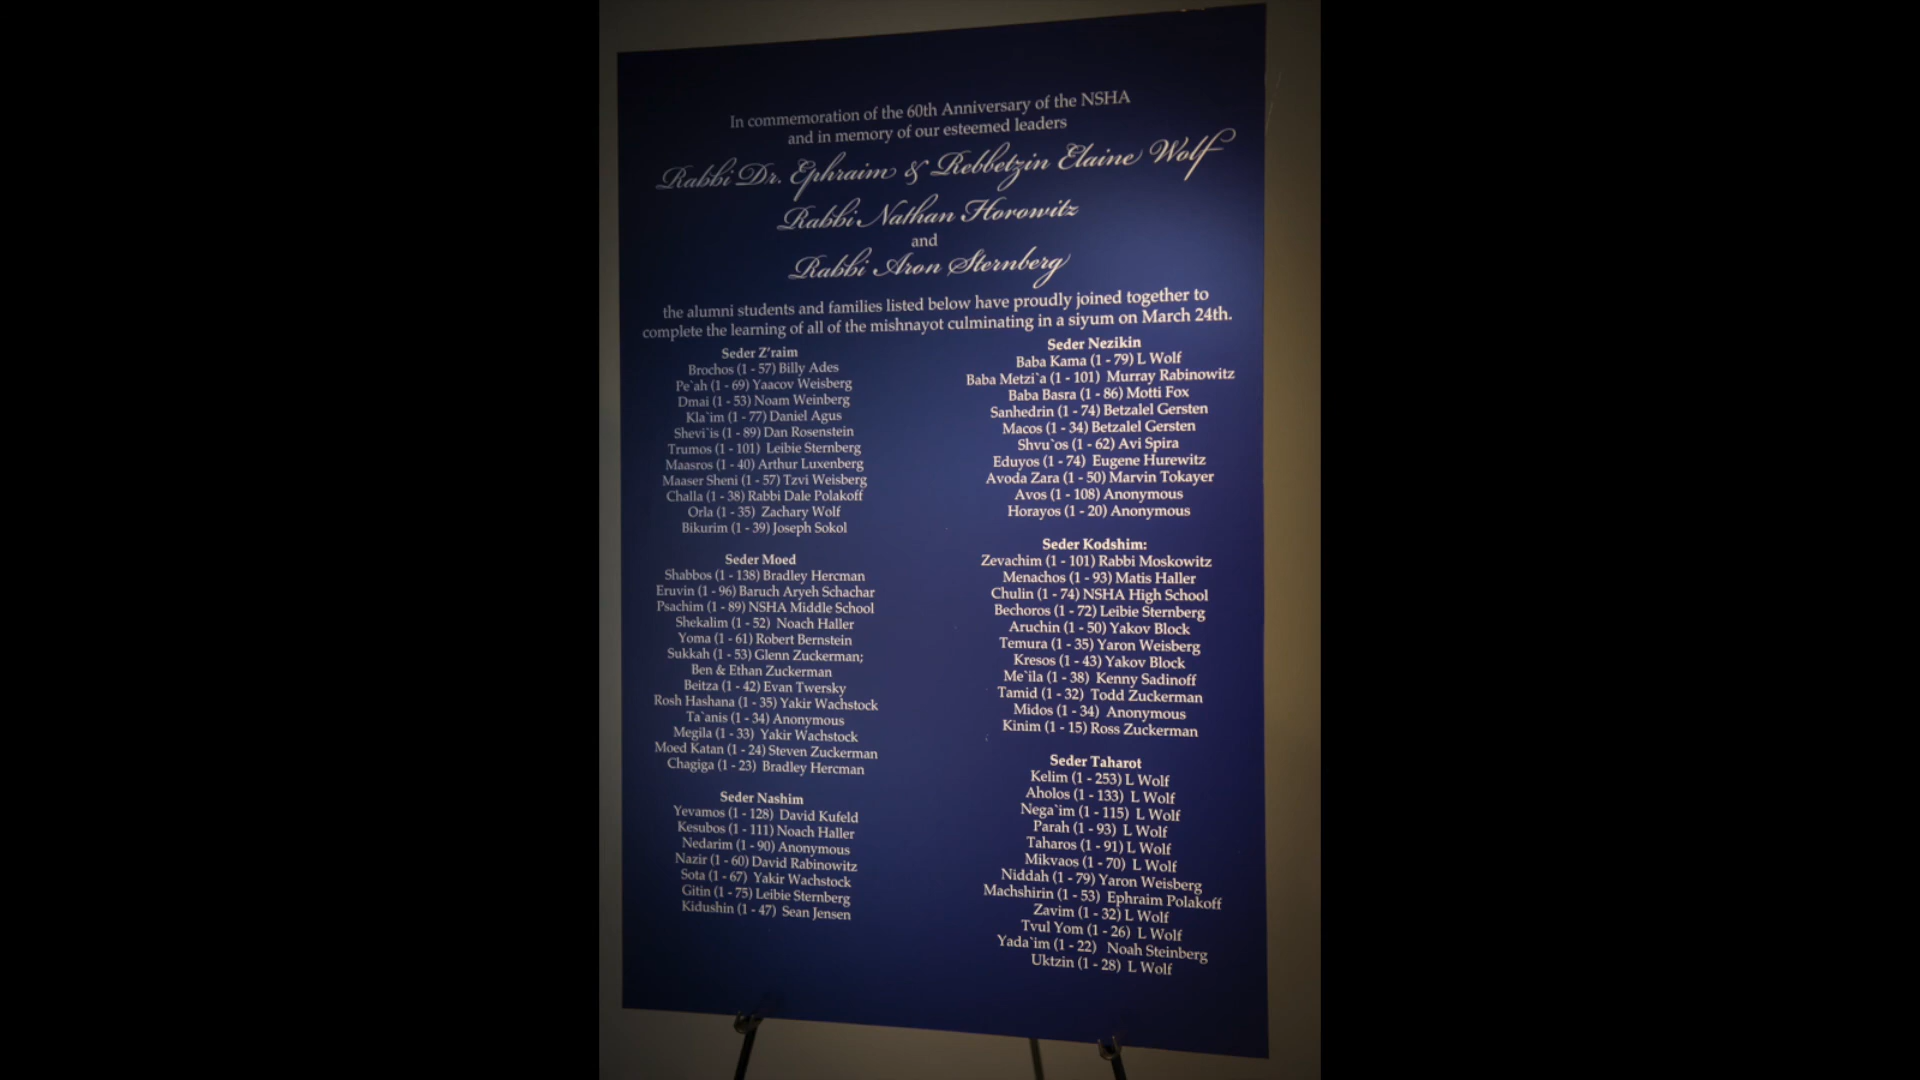 In commemoration of the 60th Anniversary of the NSHA
and in memory of our esteemed leaders
Rabbi Dr. Ephraim & Rebbetzin Elaine Wolf
Rabbi Nathan Horowitz
and
Rabbi Aron Sternberg
the alumni students and families listed below have proudly joined together to
complete the learning of all of the mishnayot culminating in a siyum on March 24th.
Seder Z'raim
Brochos (1 - 57) Billy Ades
Pe`ah (1 - 69) Yaacov Weisberg
Dmai (1 - 53) Noam Weinberg
Kla`im (1 - 77) Daniel Agus
Shevi`is (1 - 89) Dan Rosenstein
Trumos (1 - 101) Leibie Sternberg
Maasros (1 - 40) Arthur Luxenberg
Maaser Sheni (1 - 57) Tzvi Weisberg
Challa (1 - 38) Rabbi Dale Polakoff
Orla (1 - 35) Zachary Wolf
Bikurim (1 - 39) Joseph Sokol
Seder Moed
Shabbos (1 - 138) Bradley Hercman
Eruvin (1 - 96) Baruch Aryeh Schachar
Psachim (1 - 89) NSHA Middle School
Shekalim (1 - 52) Noach Haller
Yoma (1 - 61) Robert Bernstein
Sukkah (1 - 53) Glenn Zuckerman;
Ben & Ethan Zuckerman
Beitza (1 - 42) Evan Twersky
Rosh Hashana (1 - 35) Yakir Wachstock
Ta`anis (1 - 34) Anonymous
Megila (1 - 33) Yakir Wachstock
Moed Katan (1 - 24) Steven Zuckerman
Chagiga (1 - 23) Bradley Hercman
Seder Nashim
Yevamos (1 - 128) David Kufeld
Kesubos (1 - 111) Noach Haller
Nedarim (1 - 90) Anonymous
Nazir (1 - 60) David Rabinowitz
Sota (1 - 67) Yakir Wachstock
Gitin (1 - 75) Leibie Sternberg
Kidushin (1 - 47) Sean Jensen
Seder Nezikin
Baba Kama (1 - 79) L Wolf
Baba Metzi`a (1 - 101) Murray Rabinowitz
Baba Basra (1 - 86) Motti Fox
Sanhedrin (1 - 74) Betzalel Gersten
Macos (1 - 34) Betzalel Gersten
Shvu`os (1 - 62) Avi Spira
Eduyos (1 - 74) Eugene Hurewitz
Avoda Zara (1 - 50) Marvin Tokayer
Avos (1 - 108) Anonymous
Horayos (1 - 20) Anonymous
Seder Kodshim:
Zevachim (1 - 101) Rabbi Moskowitz
Menachos (1 - 93) Matis Haller
Chulin (1 - 74) NSHA High School
Bechoros (1 - 72) Leibie Sternberg
Aruchin (1 - 50) Yakov Block
Temura (1 - 35) Yaron Weisberg
Kresos (1 - 43) Yakov Block
Me`ila (1 - 38) Kenny Sadinoff
Tamid (1 - 32) Todd Zuckerman
Midos (1 - 34) Anonymous
Kinim (1 - 15) Ross Zuckerman
Seder Taharot
Kelim (1 - 253) L Wolf
Aholos (1 - 133) L Wolf
Nega`im (1 - 115) L Wolf
Parah (1 - 93) L Wolf
Taharos (1 - 91) L Wolf
Mikvaos (1 - 70) L Wolf
Niddah (1 - 79) Yaron Weisberg
Machshirin (1 - 53) Ephraim Polakoff
Zavim (1 - 32) L Wolf
Tvul Yom (1 - 26) L Wolf
Yada`im (1 - 22) Noah Steinberg
Uktzin (1 - 28) L Wolf